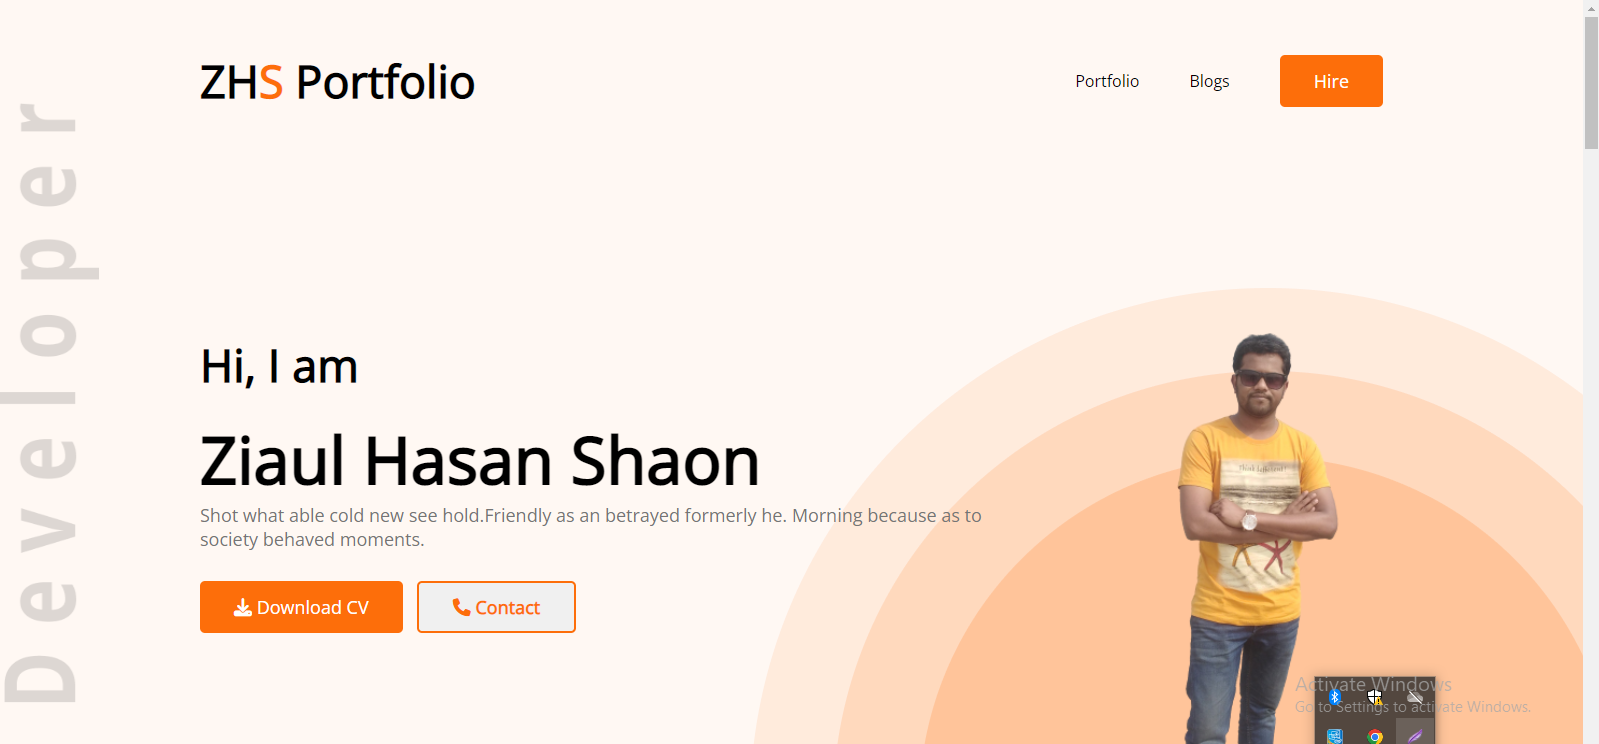 ZHS Portfolio
Portfolio
Blogs
Hire
Developer
Hi, I am
Ziaul Hasan Shaon
Shot what able cold new see hold.Friendly as an betrayed formerly he. Morning because as to
society behaved moments.
Download CV
Contact
Activate Windows
Go to Settings to activate Windows.